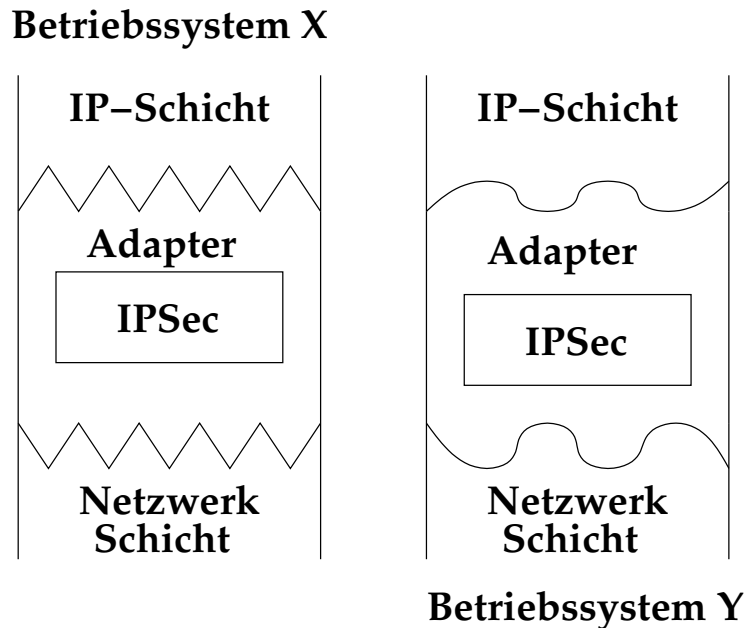 Betriebssystem X
IP−Schicht
Adapter
IPSec
Netzwerk
Schicht
IP−Schicht
Adapter
IPSec
Netzwerk
Schicht
Betriebssystem Y